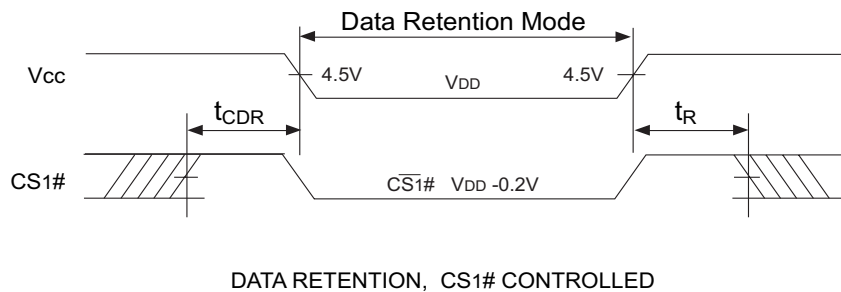 Data Retention Mode
Vcc
4.5V
VDD
4.5V
tCDR
tR
CS1#
CS1# VDD -0.2V
DATA RETENTION, CS1# CONTROLLED